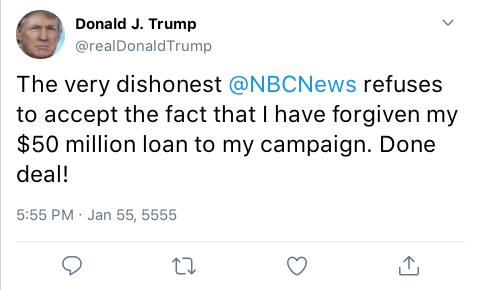 Donald J. Trump
@realDonaldTrump
The very dishonest @NBCNews refuses
to accept the fact that I have forgiven my
$50 million loan to my campaign. Done
deal!
5:55 PM · Jan 55, 5555